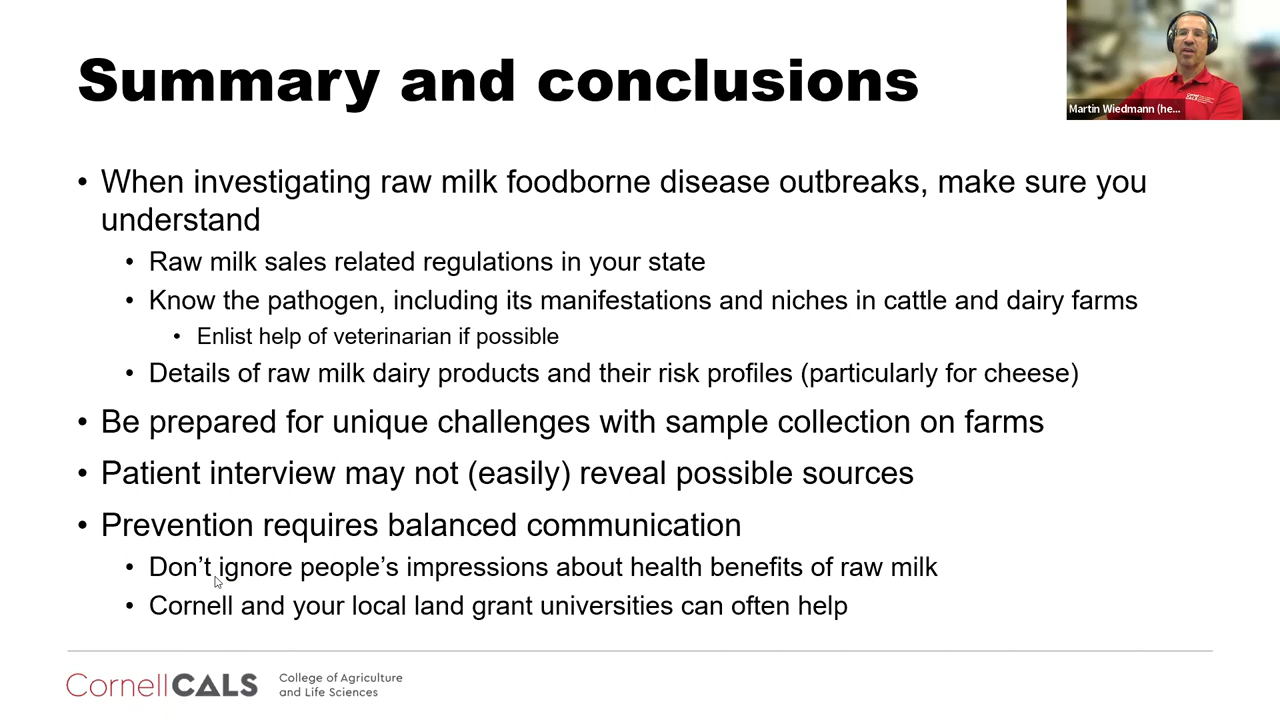 Summary and conclusions
Martin Wiedmann (he...
• When investigating raw milk foodborne disease outbreaks, make sure you
understand
• Raw milk sales related regulations in your state
• Know the pathogen, including its manifestations and niches in cattle and dairy farms
• Enlist help of veterinarian if possible
• Details of raw milk dairy products and their risk profiles (particularly for cheese)
• Be prepared for unique challenges with sample collection on farms
• Patient interview may not (easily) reveal possible sources
• Prevention requires balanced communication
• Don’t ignore people’s impressions about health benefits of raw milk
• Cornell and your local land grant universities can often help
CornellCALS
College of Agriculture
and Life Sciences